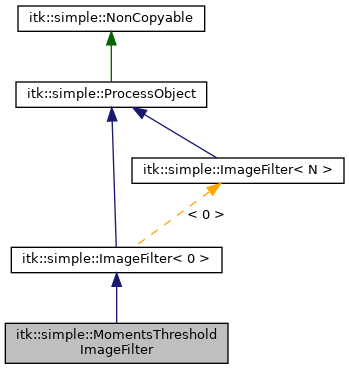 itk::simple::NonCopyable
itk::simple::ProcessObject
itk::simple::ImageFilter< N >
< 0 >
itk::simple::ImageFilter< 0 >
itk::simple::MomentsThreshold
ImageFilter